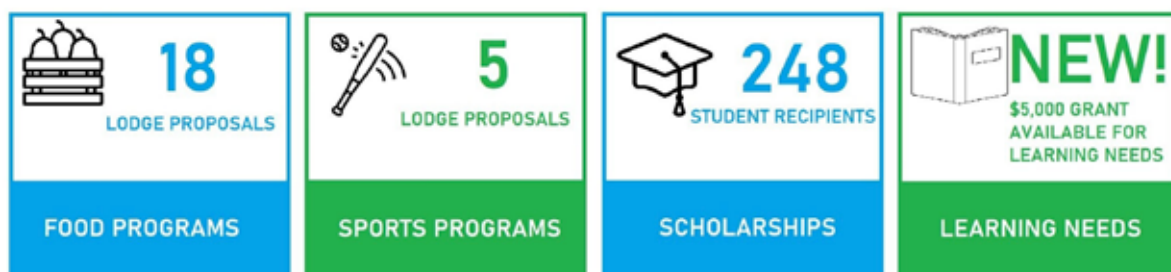 18
LODGE PROPOSALS
FOOD PROGRAMS
5
LODGE PROPOSALS
SPORTS PROGRAMS
248
STUDENT RECIPIENTS
SCHOLARSHIPS
NEW!
$5,000 GRANT
AVAILABLE FOR
LEARNING NEEDS
LEARNING NEEDS